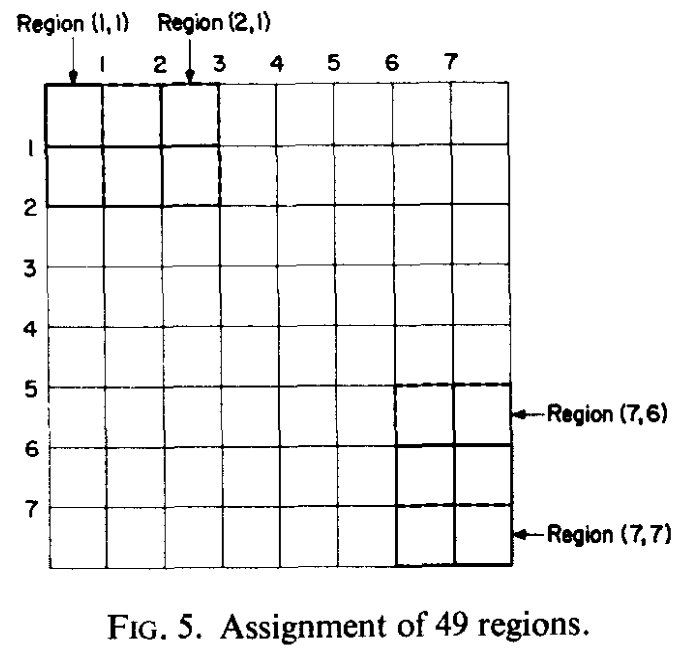 Region (1,1) Region (2,1)
1 2 3 4 5 6 7
1
2
3
4
5
Region (7,6)
6
7
Region (7,7)
FIG. 5. Assignment of 49 regions.